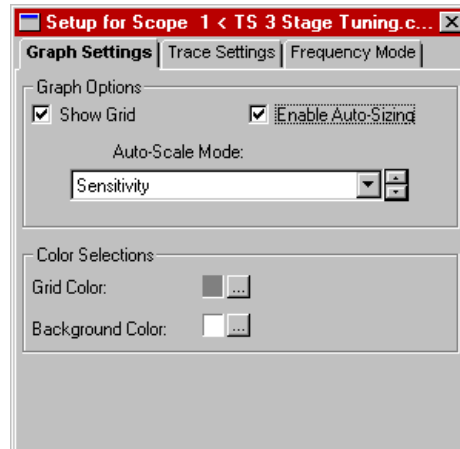 Setup for Scope 1 < TS 3 Stage Tuning.c...
Graph Settings Trace Settings Frequency Mode
Graph Options
Show Grid Enable Auto-Sizing
Auto-Scale Mode:
Sensitivity
Color Selections
Grid Color: ...
Background Color: ...